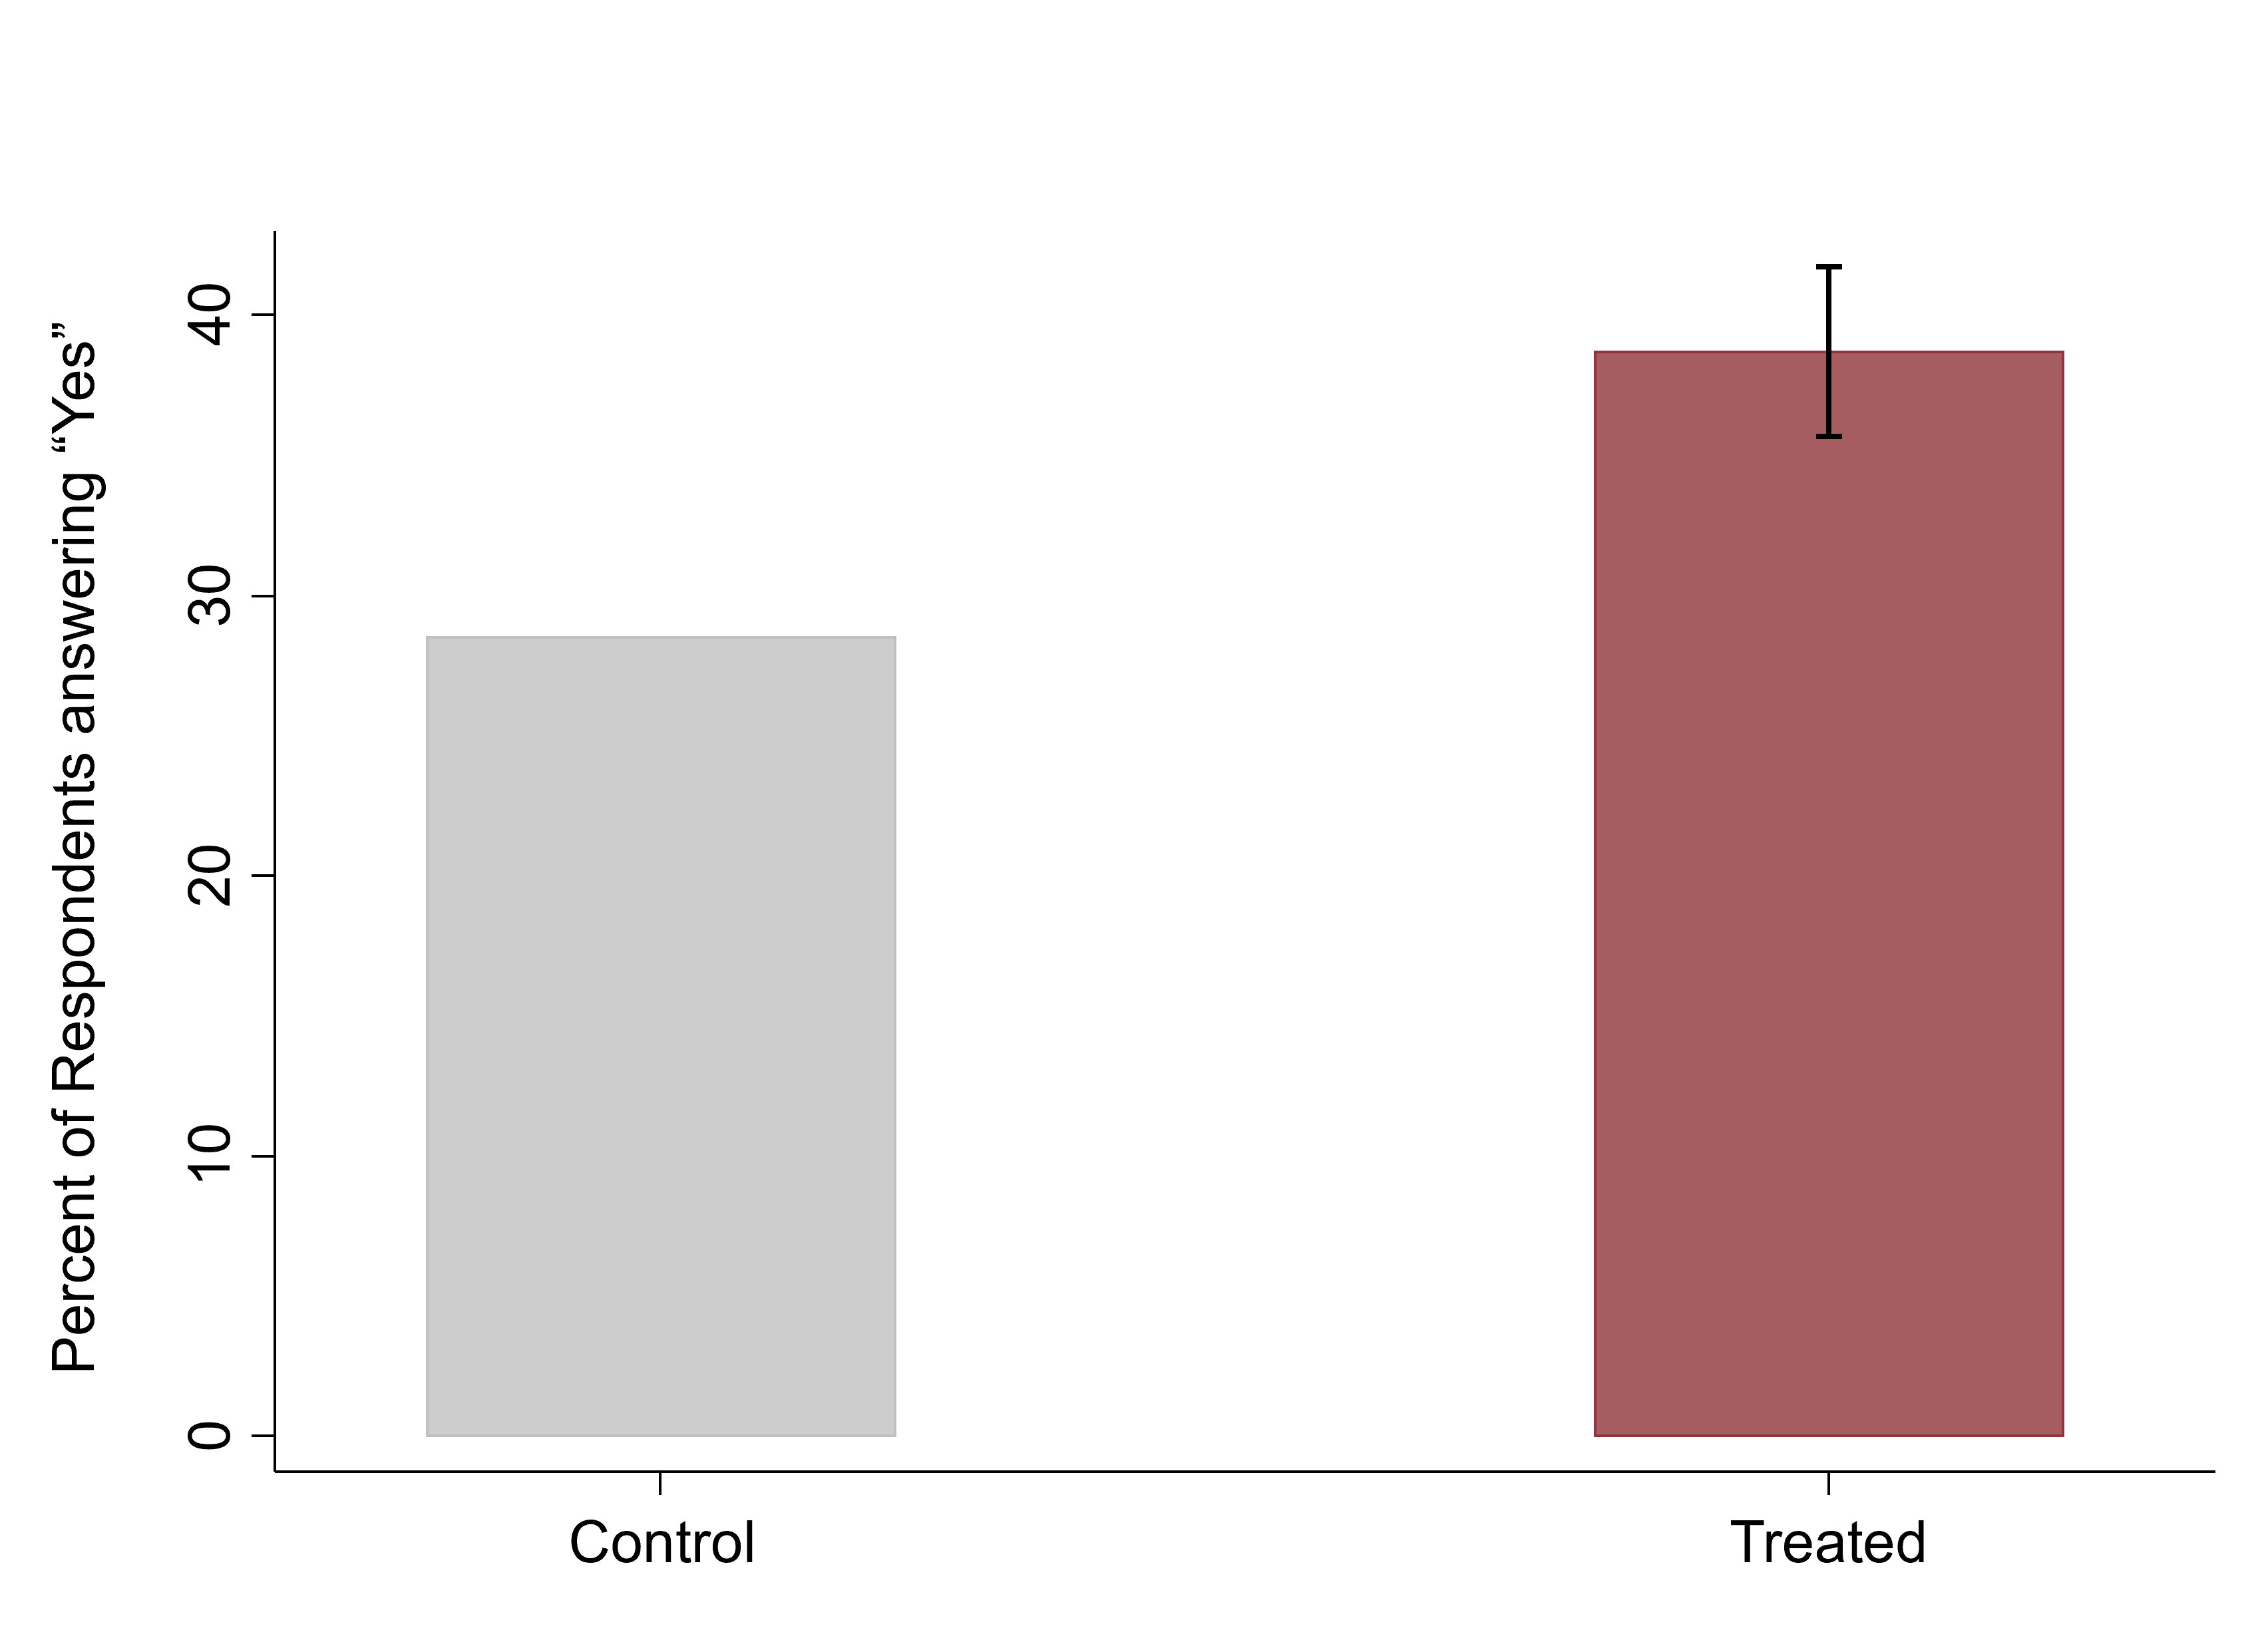 Percent of Respondents answering “Yes”
40
30
20
10
0
Control
Treated